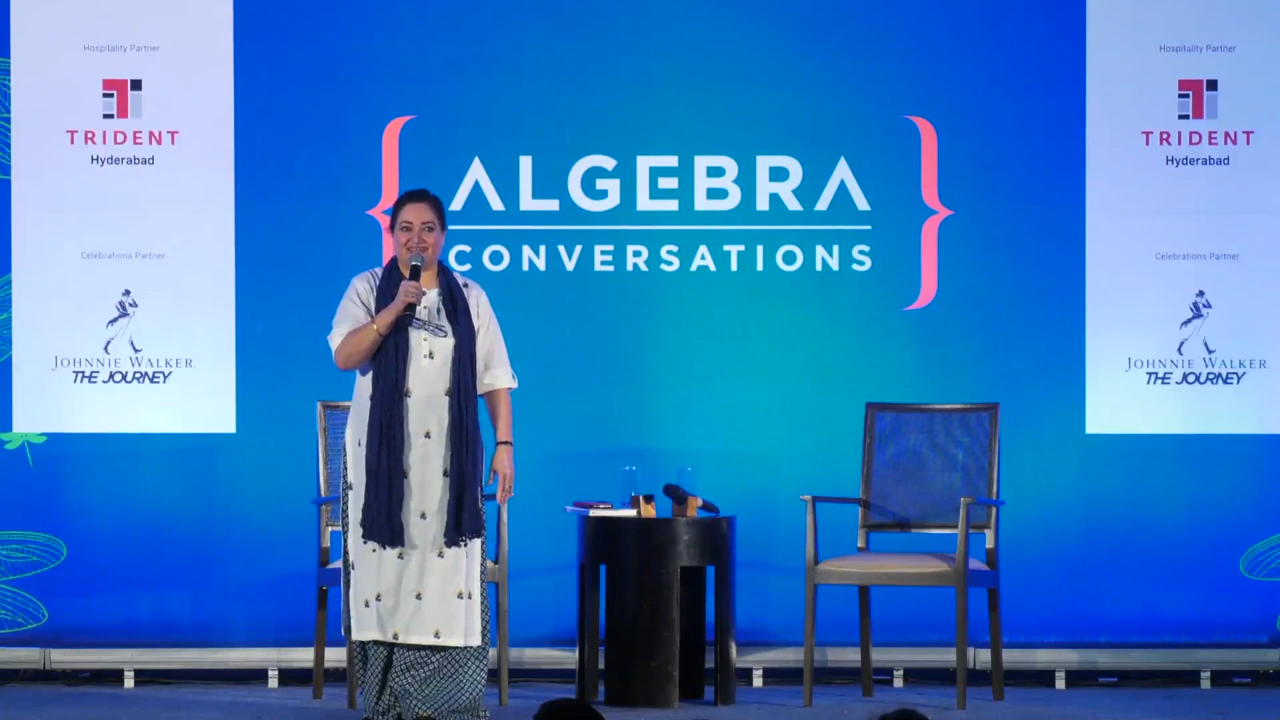 Hospitality Partner
TRIDENT
Hyderabad
Celebrations Partner
JOHNNIE WALKER.
THE JOURNEY
ALGEBRA
CONVERSATIONS
Hospitality Partner
TRIDENT
Hyderabad
Celebrations Partner
JOHNNIE WALKER.
THE JOURNEY